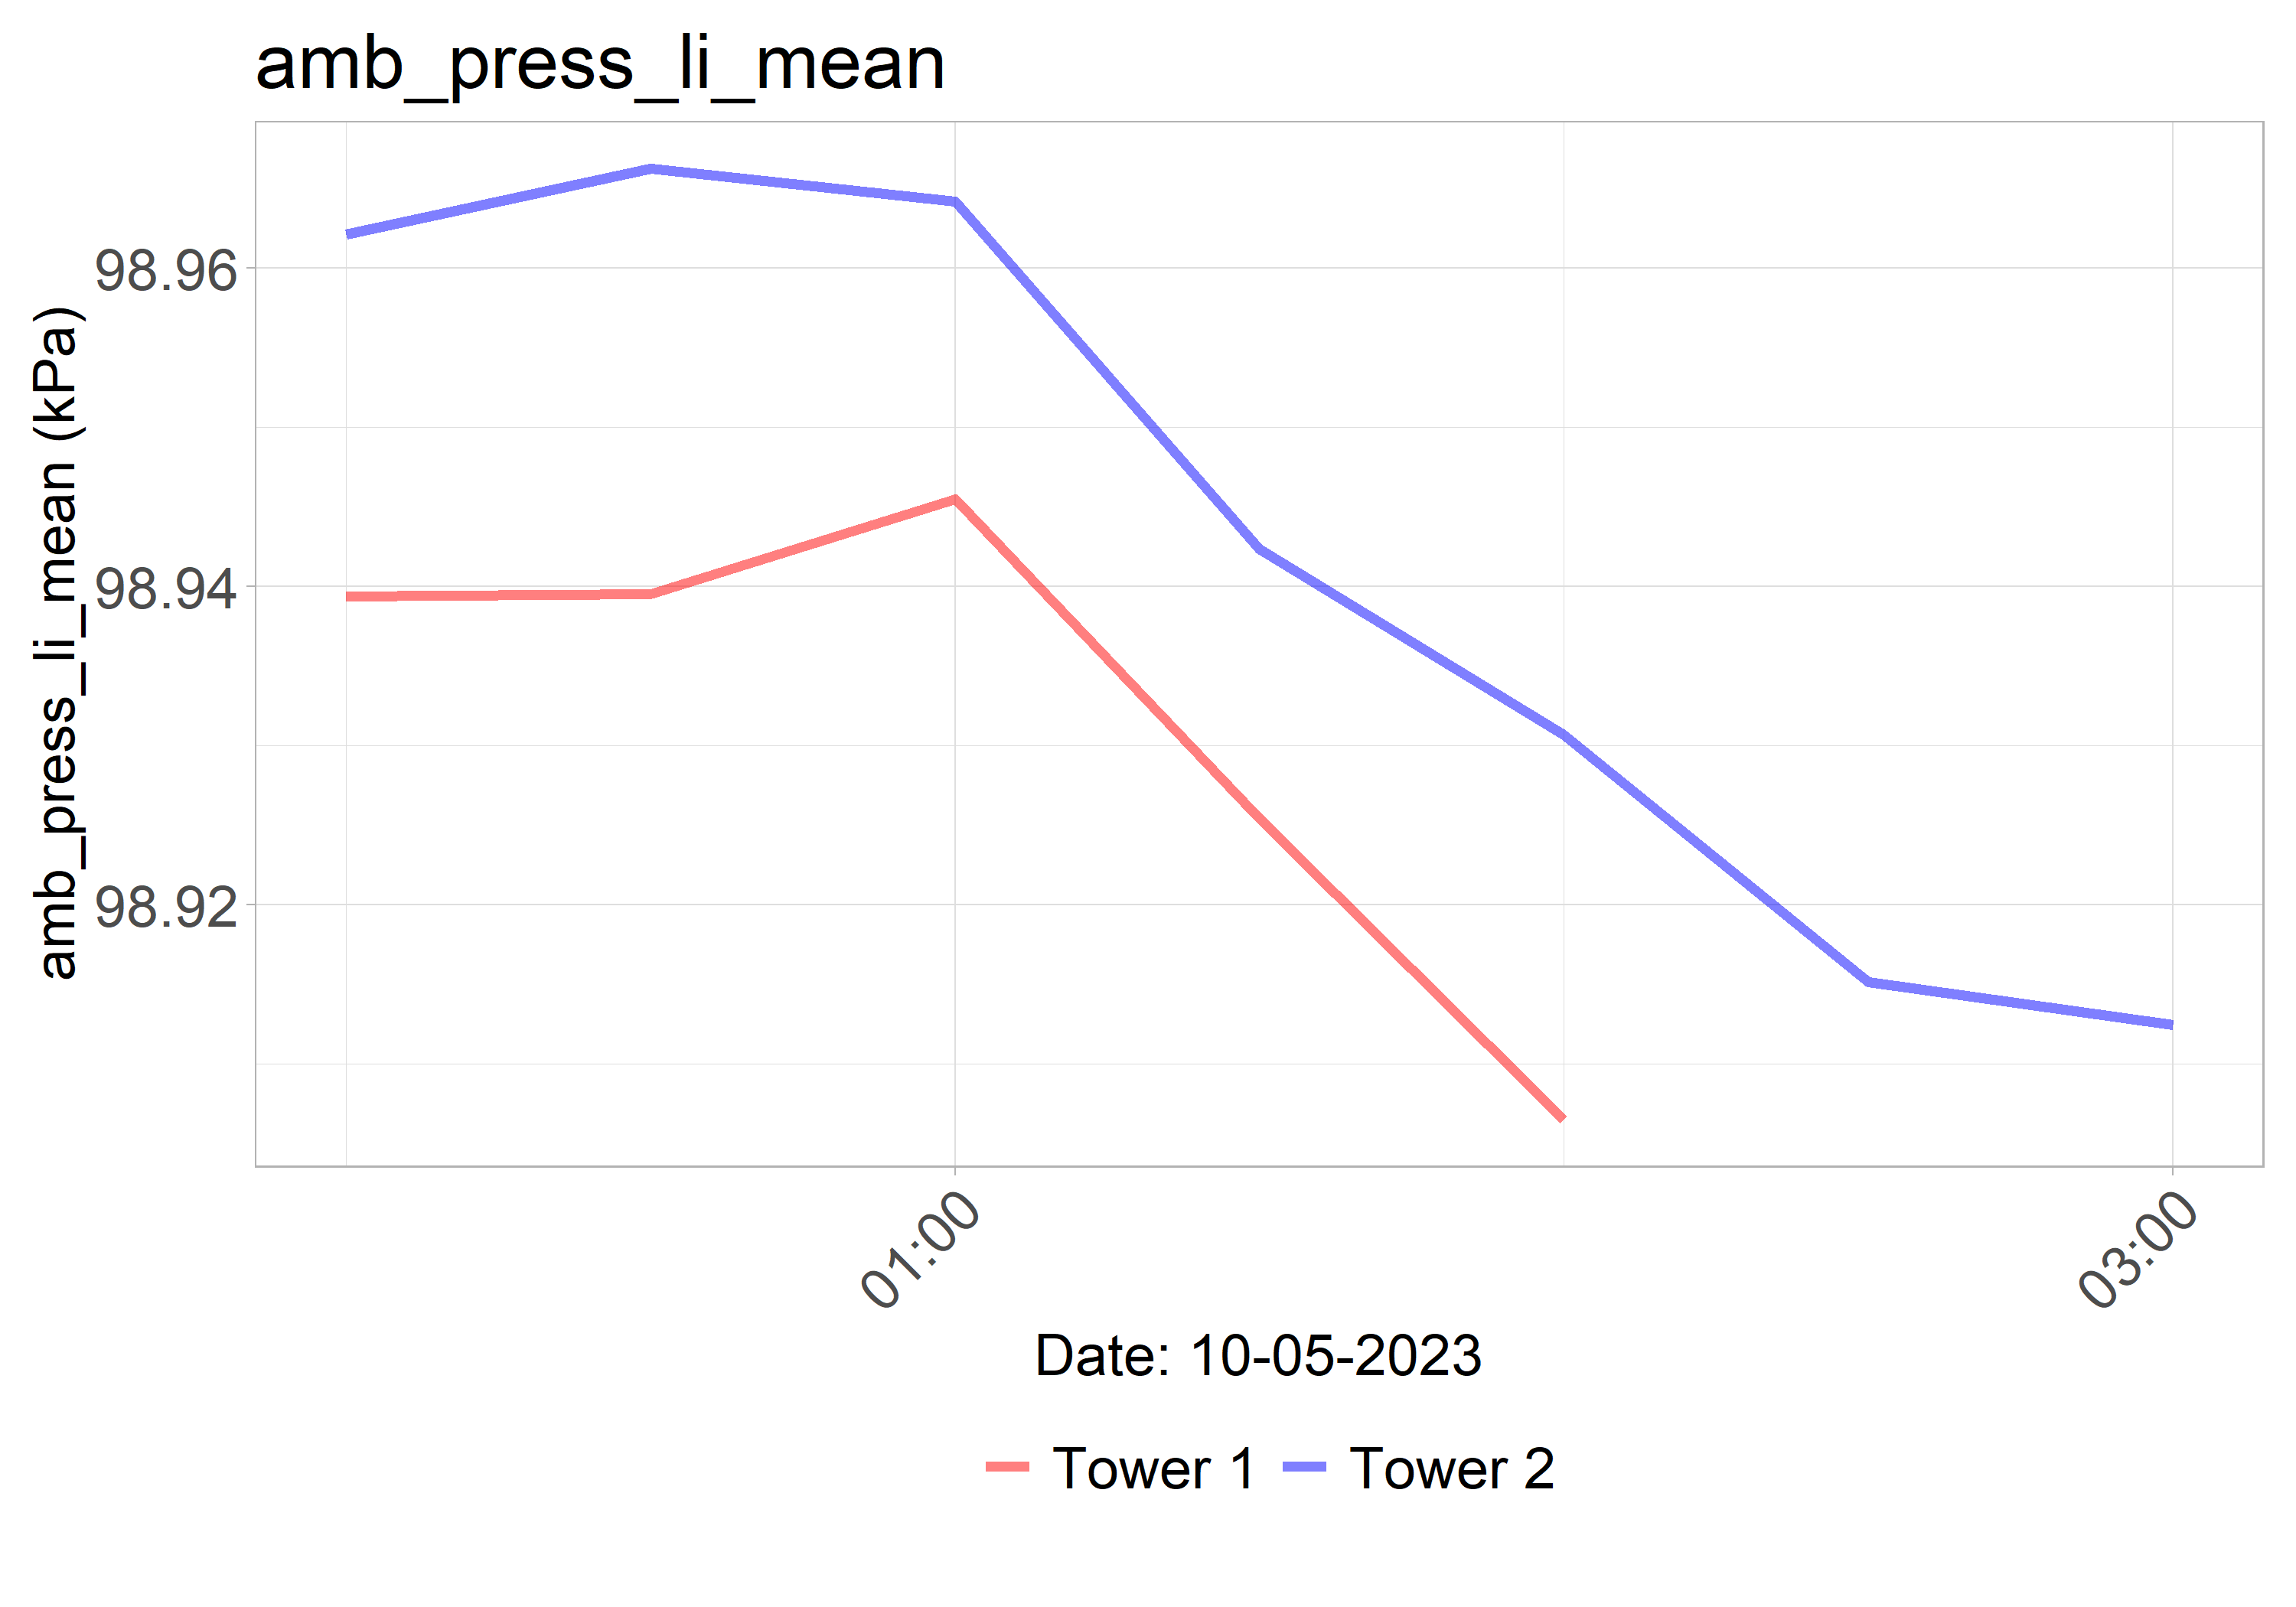 amb_press_li_mean
amb_press_li_mean (kPa)
98.96
98.94
98.92
01:00
03:00
Date: 10-05-2023
Tower 1
Tower 2